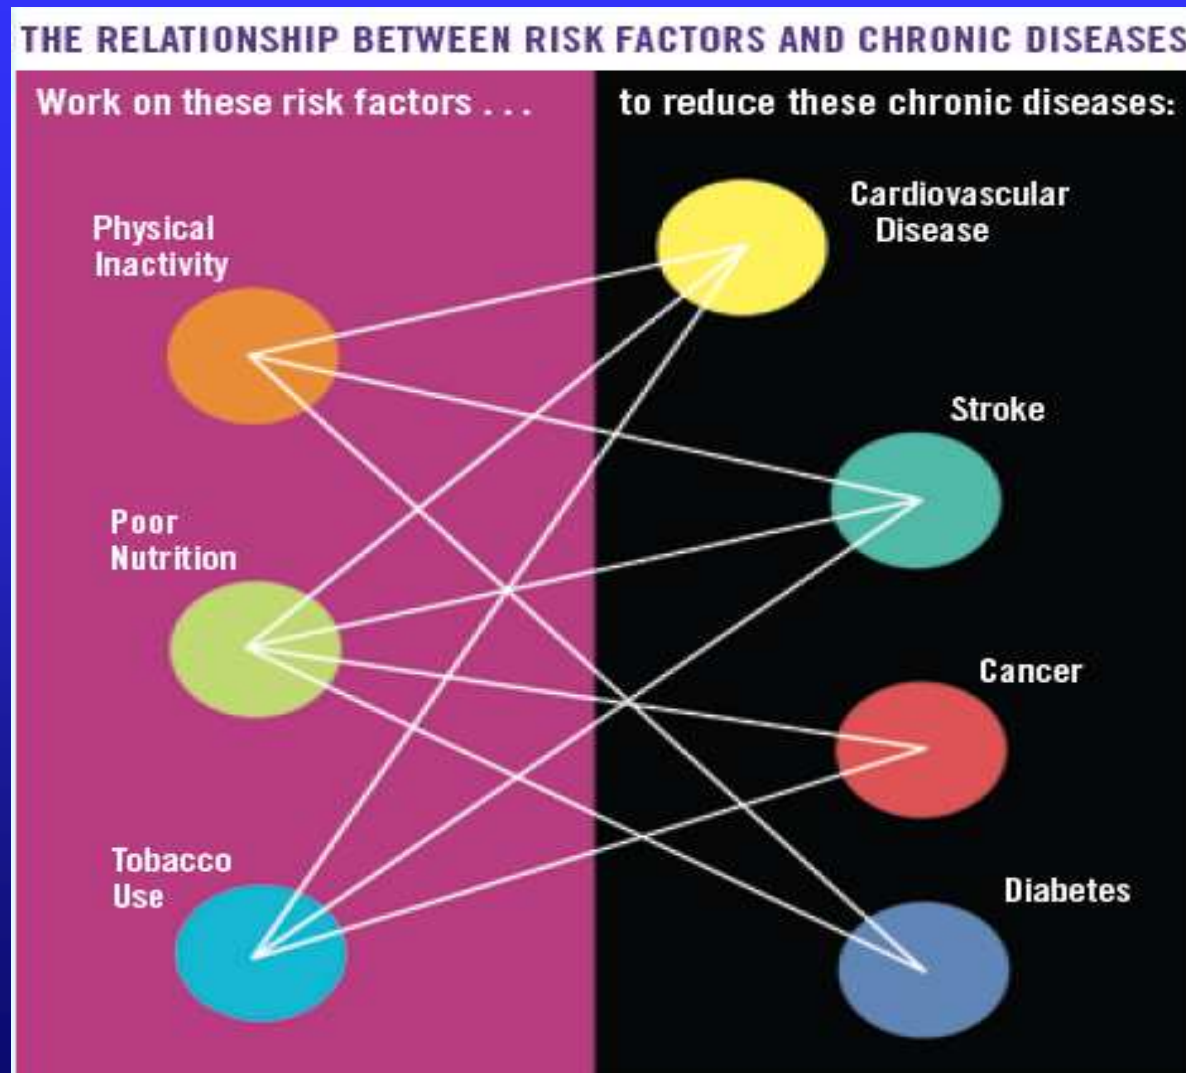 THE RELATIONSHIP BETWEEN RISK FACTORS AND CHRONIC DISEASES
Work on these risk factors . . .
to reduce these chronic diseases:
Physical
Inactivity
Poor
Nutrition
Tobacco
Use
Cardiovascular
Disease
Stroke
Cancer
Diabetes